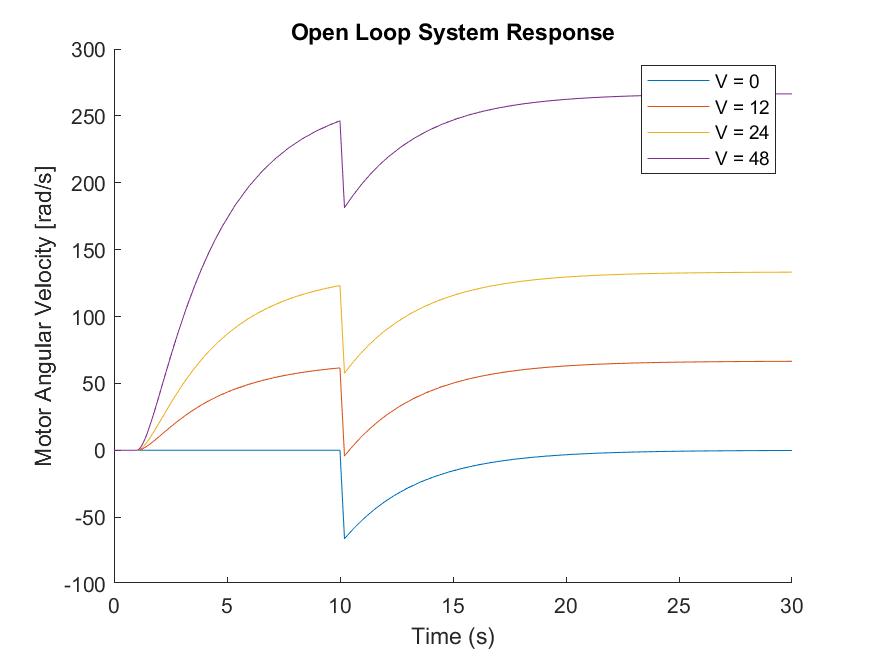 Open Loop System Response
300
250
200
150
100
50
0
-50
-100
Motor Angular Velocity [rad/s]
V = 0
V = 12
V = 24
V = 48
0 5 10 15 20 25 30
Time (s)